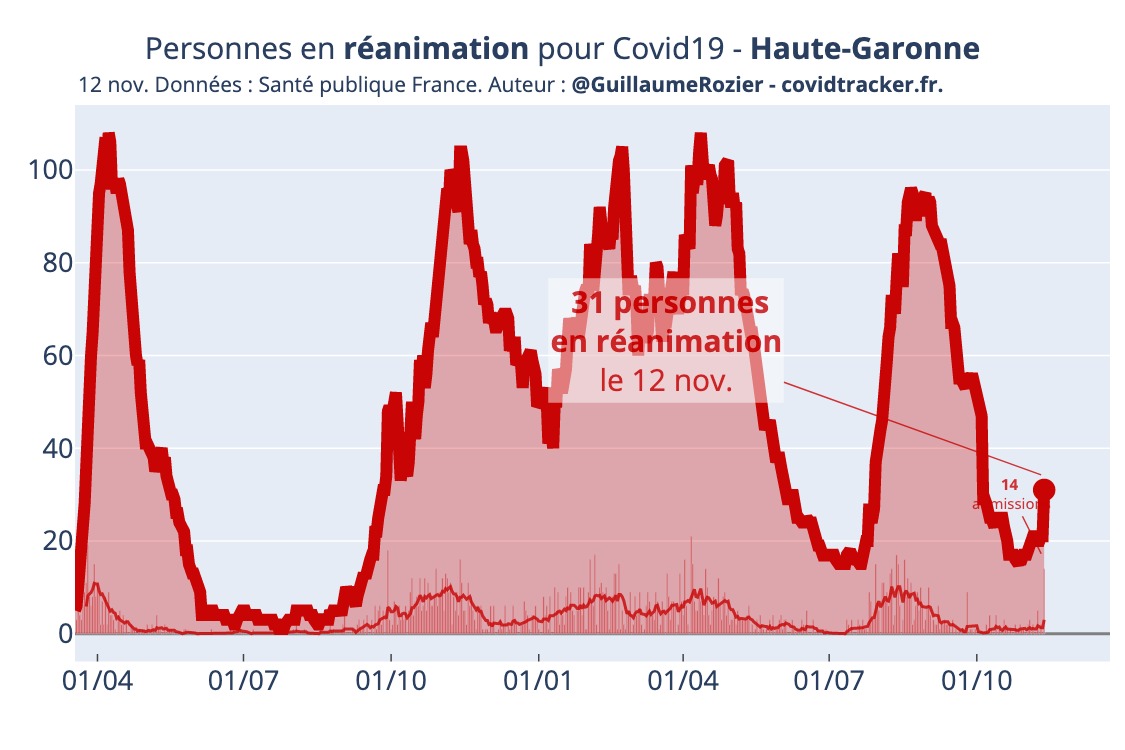 Personnes en réanimation pour Covid19 - Haute-Garonne
12 nov. Données : Santé publique France. Auteur : @GuillaumeRozier - covidtracker.fr.
100
80
60
40
20
0
31 personnes
en réanimation
le 12 nov.
14
admissions
01/04
01/07
01/10
01/01
01/04
01/07
01/10